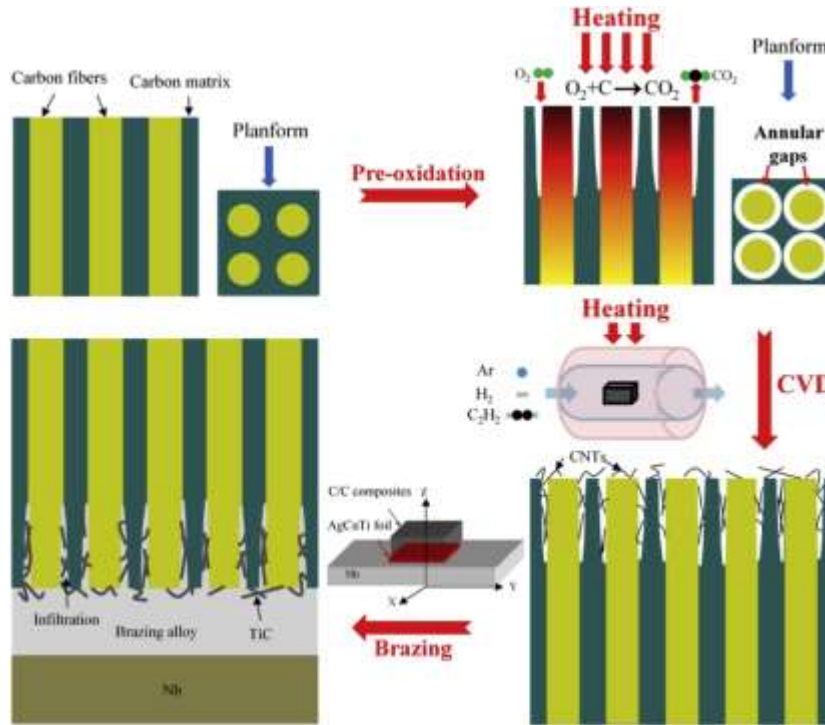 Carbon fibers
Carbon matrix
Planform
Pre-oxidation
Heating
O₂
CO₂
O₂+C→CO₂
Planform
Annular
gaps
Heating
Ar
H₂
C₂H₂
CVD
CNTs
C/C composites
AgCuTi foil
Nb
Z
X
Y
Brazing
Infiltration
TiC
Brazing alloy
Nb